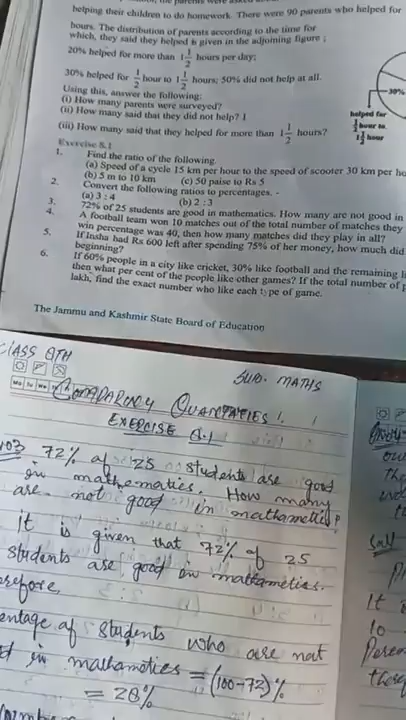 helping their children to do homework. There were 90 parents who helped for
hours. The distribution of parents according to the time for
which, they said they helped is given in the adjoining figure ;
20% helped for more than 1 1/2 hours per day;
30% helped for 1/2 hour to 1 1/2 hours; 50% did not help at all.
Using this, answer the following:
(i) How many parents were surveyed?
(ii) How many said that they did not help?
(iii) How many said that they helped for more than 1 1/2 hours?
30%
helped for
1/2 hour to
1 1/2 hour
Exercise 8.1
1. Find the ratio of the following.
(a) Speed of a cycle 15 km per hour to the speed of scooter 30 km per
(b) 5 m to 10 km (c) 50 paise to Rs 5
2. Convert the following ratios to percentages. -
(a) 3 : 4 (b) 2 : 3
3. 72% of 25 students are good in mathematics. How many are not good in
4. A football team won 10 matches out of the total number of matches they
win percentage was 40, then how many matches did they play in all?
5. If Insha had Rs 600 left after spending 75% of her money, how much did
beginning?
6. If 60% people in a city like cricket, 30% like football and the remaining
then what per cent of the people like other games? If the total number of
lakh, find the exact number who like each type of game.
The Jammu and Kashmir State Board of Education
CLASS 8TH
SUB. MATHS
Mo Tu We
COMPARENG QUANTITIES
EXERCISE 8.1
72% of 25 students are good
in mathematics. How many
are not good in mathametics?
it is given that 72% of 25
students are good in mathametics.
refore,
entage of students who are not
d in mathamotics = (100-72)%
= 28%
It
10